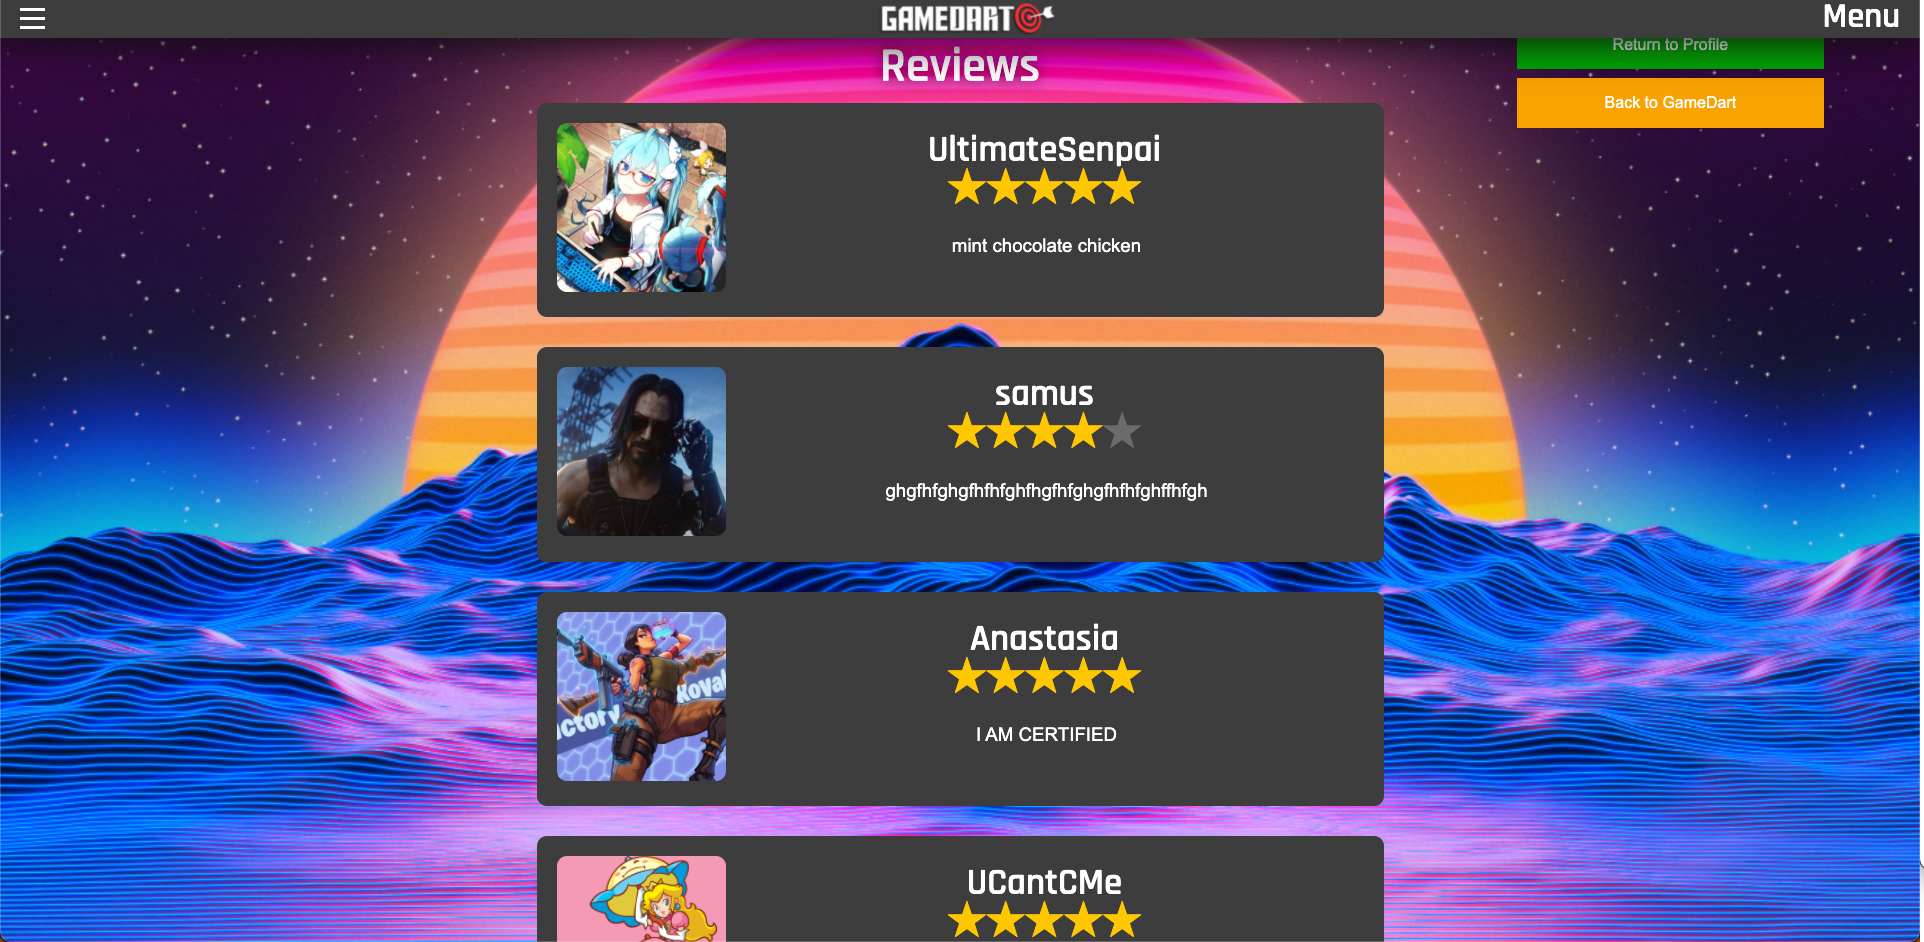 GAMEDART
Menu
Return to Profile
Back to GameDart
Reviews
UltimateSenpai
mint chocolate chicken
samus
ghgfhfghgfhfhfghfhgfhfghgfhfhfghffhfgh
Anastasia
I AM CERTIFIED
ctory Royal
UCantCMe